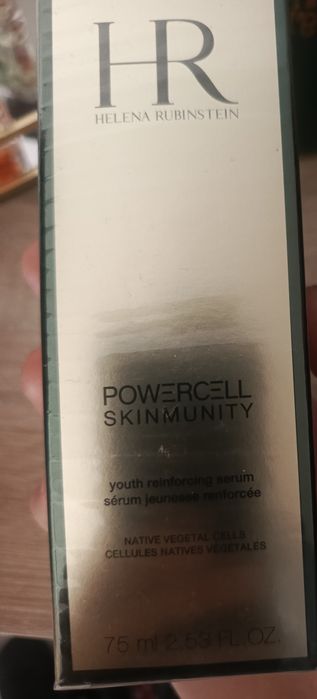 HR
HELENA RUBINSTEIN
POWERCELL
SKINMUNITY
youth reinforcing serum
sérum jeunesse renforcée
NATIVE VEGETAL CELLS
CELLULES NATIVES VÉGÉTALES
75 ml 2.53 FL.OZ.